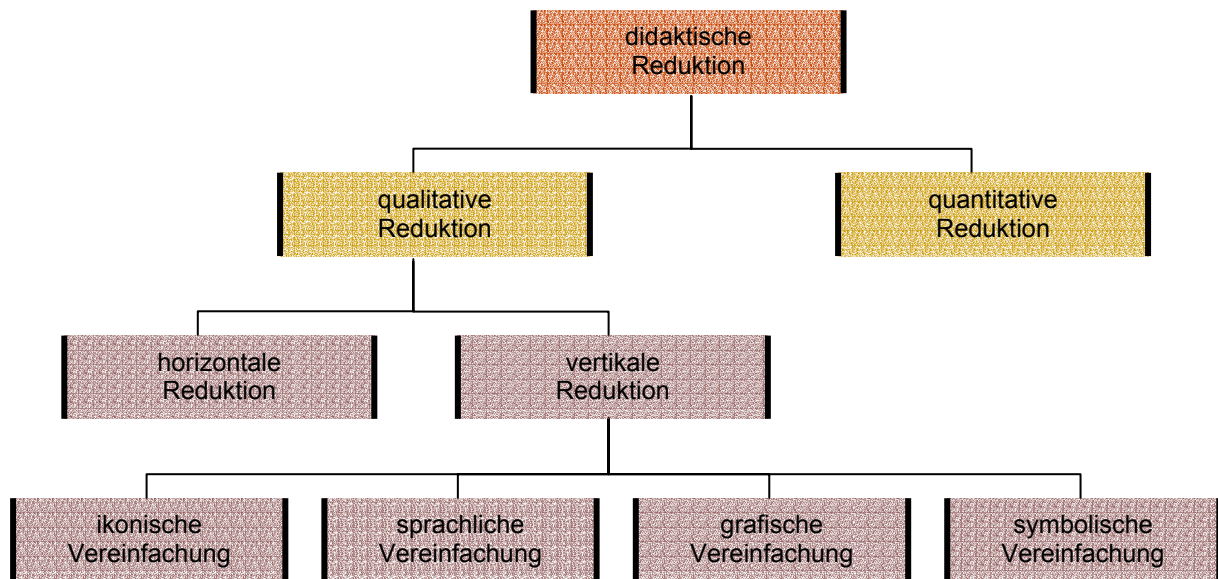 didaktische
Reduktion
qualitative
Reduktion
quantitative
Reduktion
horizontale
Reduktion
vertikale
Reduktion
ikonische
Vereinfachung
sprachliche
Vereinfachung
grafische
Vereinfachung
symbolische
Vereinfachung